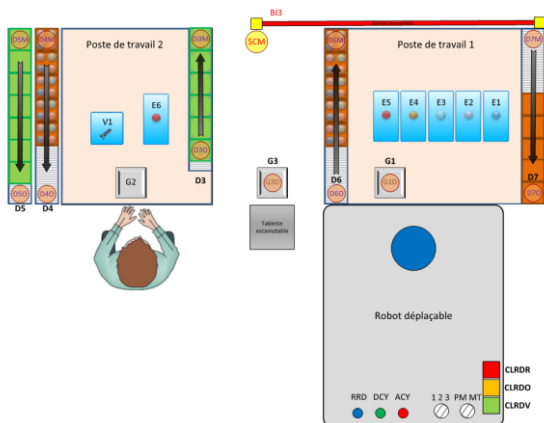 BI3
SCM
D5M
D4M
Poste de travail 2
D3M
D6M
Poste de travail 1
D7M
V1
E6
E5
E4
E3
E2
E1
D3O
G2
D3
G3
G3O
D6
G1
G1O
D7
D5O
D4O
D5
D4
D6O
D7O
Tablette
escamotable
Robot déplaçable
CLRDR
CLRDO
CLRDV
RRD
DCY
ACY
1 2 3
PM MT